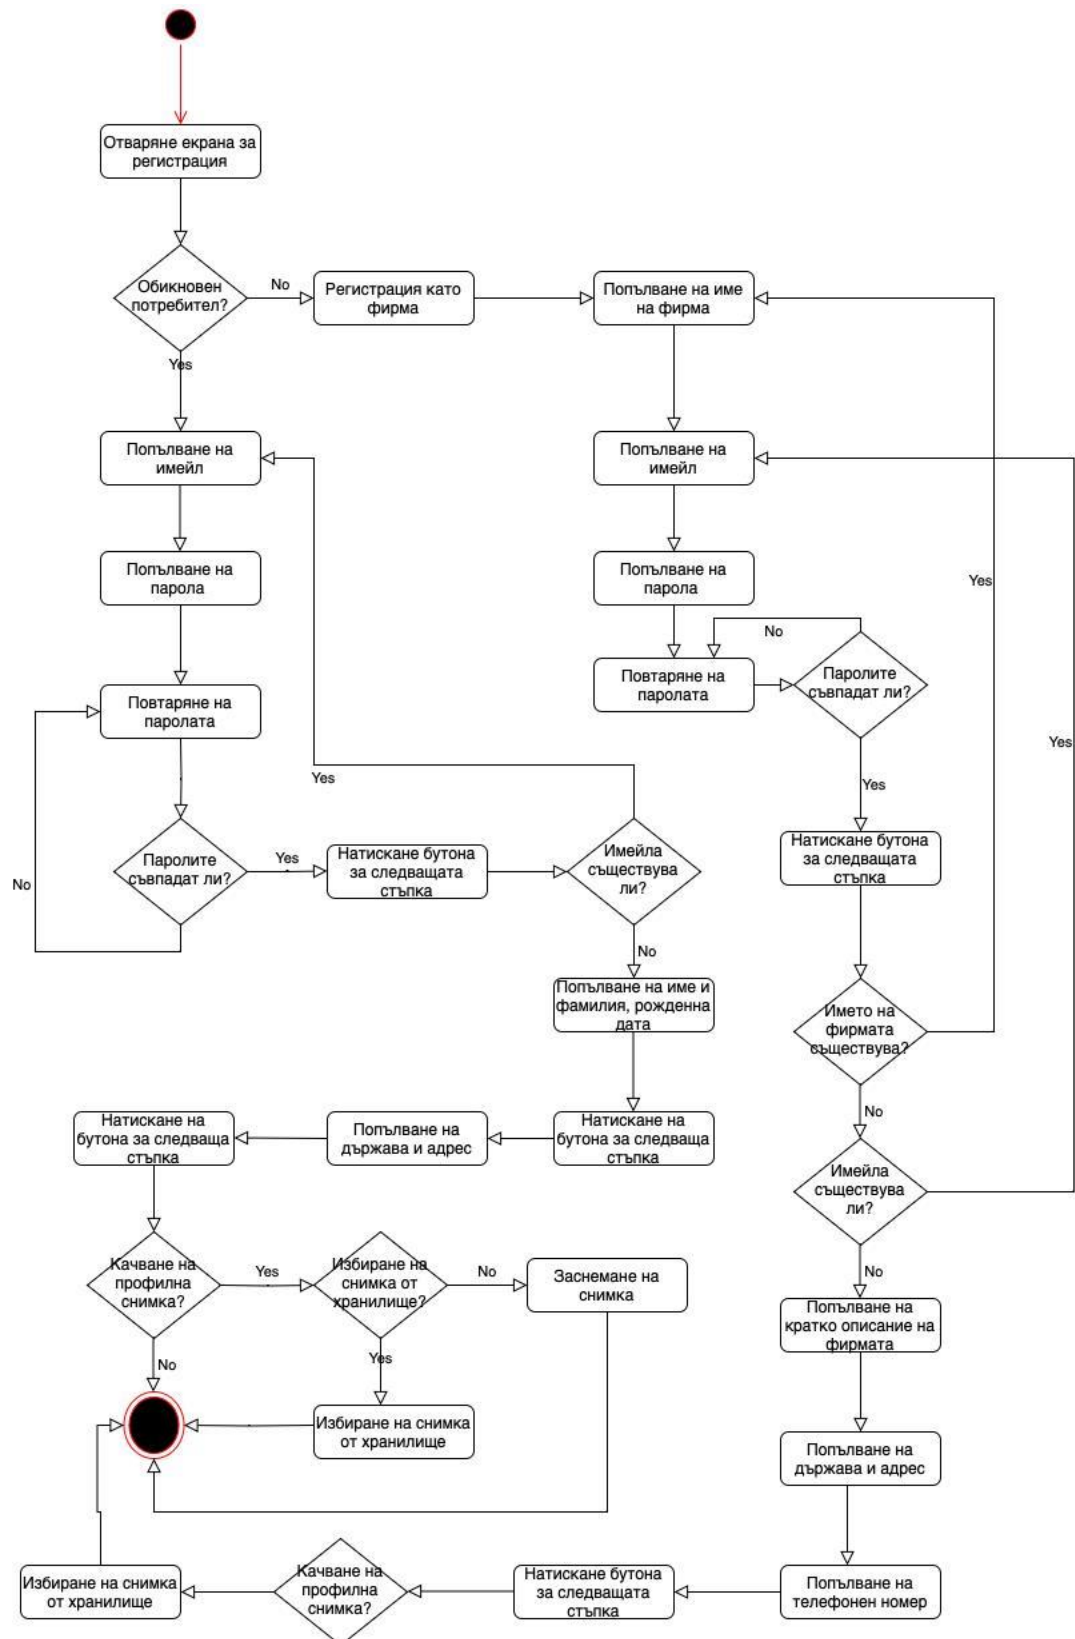 Отваряне екрана за
регистрация
Обикновен
потребител?
No
Регистрация като
фирма
Попълване на име
на фирма
Yes
Попълване на
имейл
Попълване на
имейл
Попълване на
парола
Попълване на
парола
Yes
No
Повтаряне на
паролата
Паролите
съвпадат ли?
Повтаряне на
паролата
Yes
Yes
Yes
Паролите
съвпадат ли?
Yes
Натискане бутона
за следващата
стъпка
Имейла
съществува
ли?
Натискане бутона
за следващата
стъпка
No
No
Попълване на име и
фамилия, рожденна
дата
Името на
фирмата
съществува?
No
Натискане на
бутона за следваща
стъпка
Попълване на
държава и адрес
Натискане на
бутона за следваща
стъпка
Имейла
съществува
ли?
No
Качване на
профилна
снимка?
Yes
Избиране на
снимка от
хранилище?
No
Заснемане на
снимка
Попълване на
кратко описание на
фирмата
No
Yes
Избиране на снимка
от хранилище
Попълване на
държава и адрес
Избиране на снимка
от хранилище
Качване на
профилна
снимка?
Натискане бутона
за следващата
стъпка
Попълване на
телефонен номер